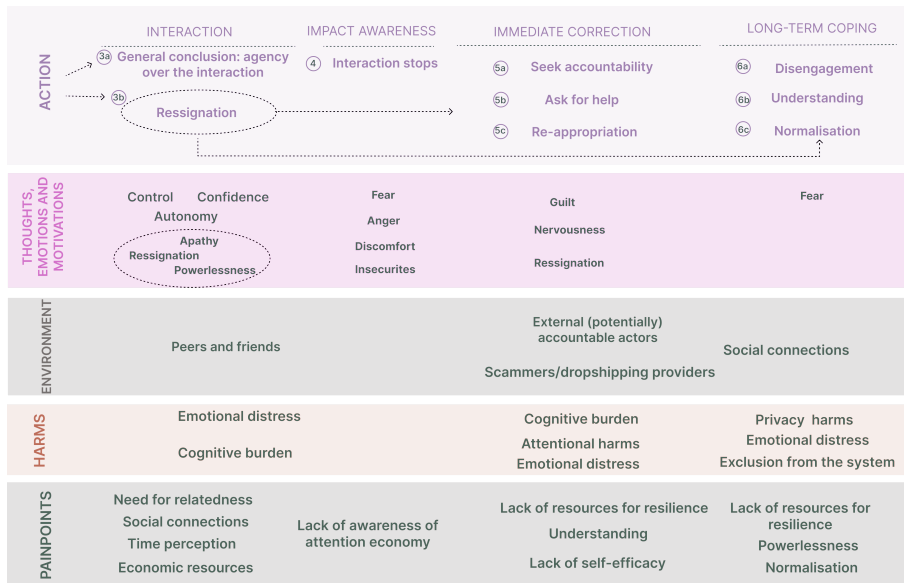 INTERACTION
IMPACT AWARENESS
IMMEDIATE CORRECTION
LONG-TERM COPING
ACTION
3a
General conclusion: agency
over the interaction
3b
Ressignation
4
Interaction stops
5a
Seek accountability
5b
Ask for help
5c
Re-appropriation
6a
Disengagement
6b
Understanding
6c
Normalisation
THOUGHTS,
EMOTIONS AND
MOTIVATIONS
Control
Confidence
Autonomy
Apathy
Ressignation
Powerlessness
Fear
Anger
Discomfort
Insecurites
Guilt
Nervousness
Ressignation
Fear
ENVIRONMENT
Peers and friends
External (potentially)
accountable actors
Scammers/dropshipping providers
Social connections
HARMS
Emotional distress
Cognitive burden
Cognitive burden
Attentional harms
Emotional distress
Privacy harms
Emotional distress
Exclusion from the system
PAINPOINTS
Need for relatedness
Social connections
Time perception
Economic resources
Lack of awareness of
attention economy
Lack of resources for resilience
Understanding
Lack of self-efficacy
Lack of resources for
resilience
Powerlessness
Normalisation